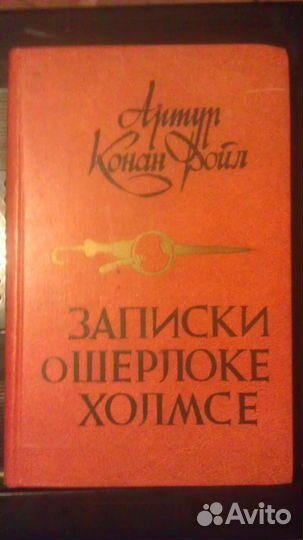 Артур
Конан Дойл
ЗАПИСКИ
О ШЕРЛОКЕ
ХОЛМСЕ
Avito